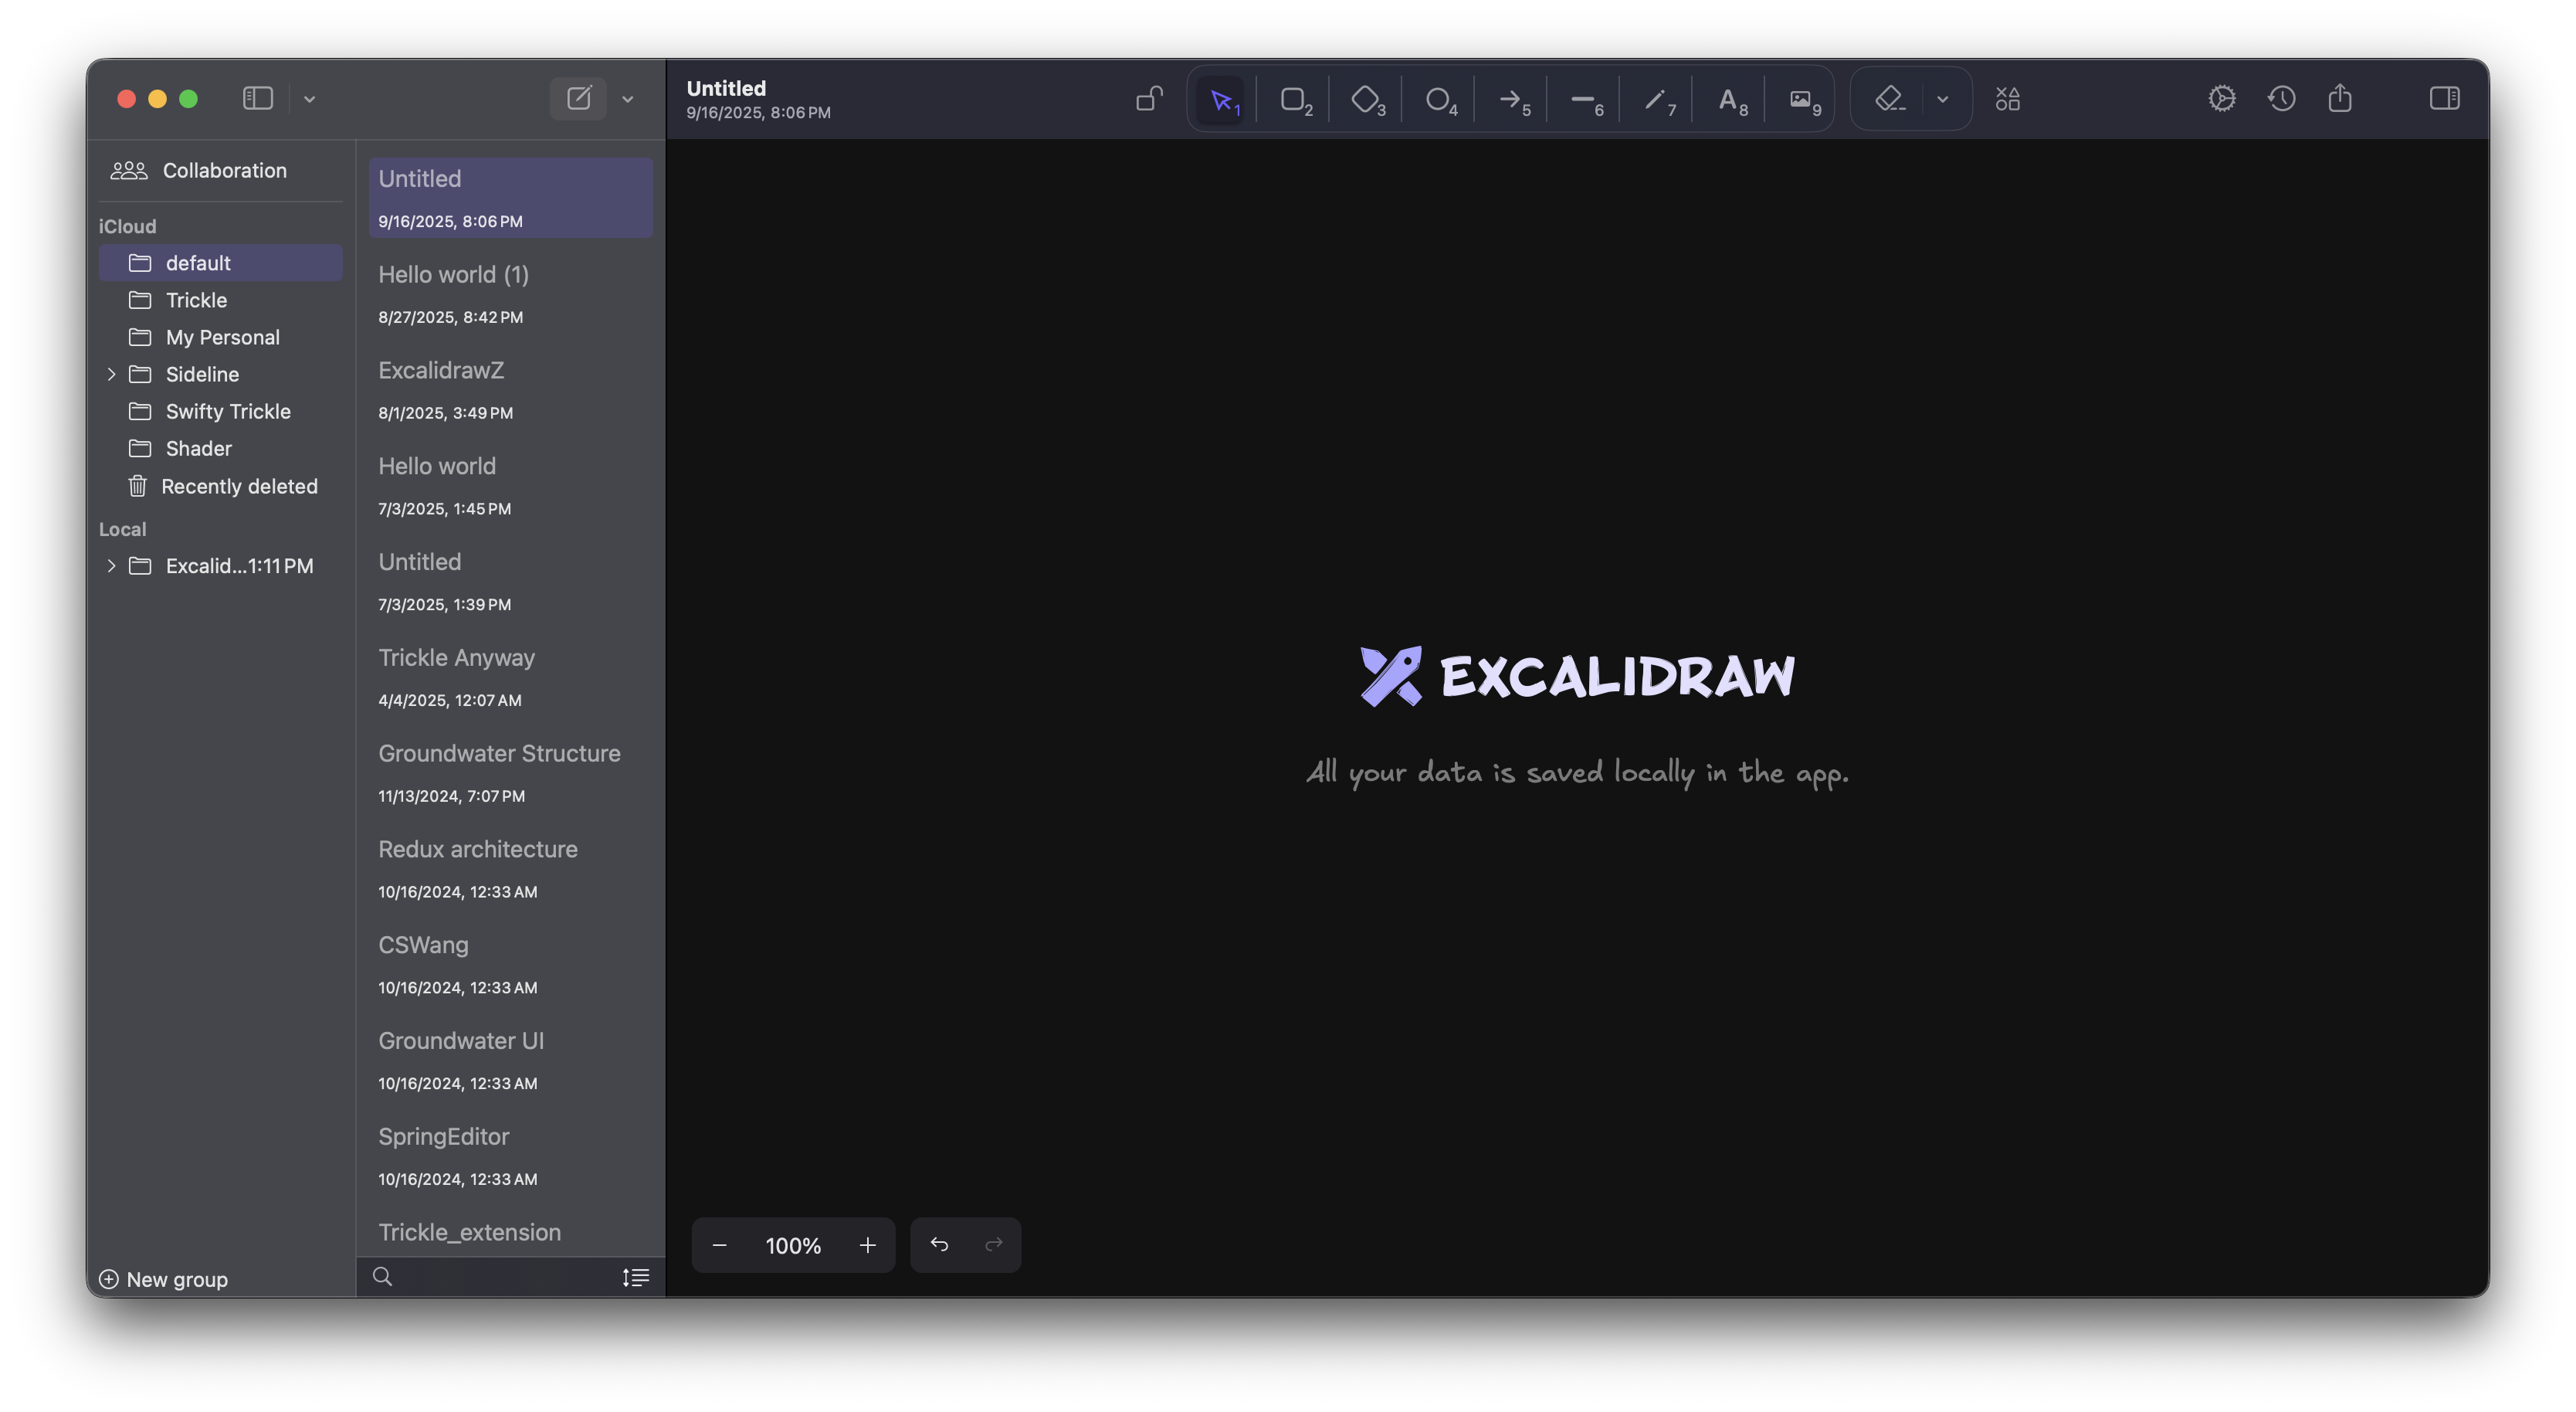 Untitled
9/16/2025, 8:06 PM
1
2
3
4
5
6
7
A 8
9
Collaboration
iCloud
default
Trickle
My Personal
Sideline
Swifty Trickle
Shader
Recently deleted
Local
Excalid...1:11 PM
New group
Untitled
9/16/2025, 8:06 PM
Hello world (1)
8/27/2025, 8:42 PM
ExcalidrawZ
8/1/2025, 3:49 PM
Hello world
7/3/2025, 1:45 PM
Untitled
7/3/2025, 1:39 PM
Trickle Anyway
4/4/2025, 12:07 AM
Groundwater Structure
11/13/2024, 7:07 PM
Redux architecture
10/16/2024, 12:33 AM
CSWang
10/16/2024, 12:33 AM
Groundwater UI
10/16/2024, 12:33 AM
SpringEditor
10/16/2024, 12:33 AM
Trickle_extension
EXCALIDRAW
All your data is saved locally in the app.
100%